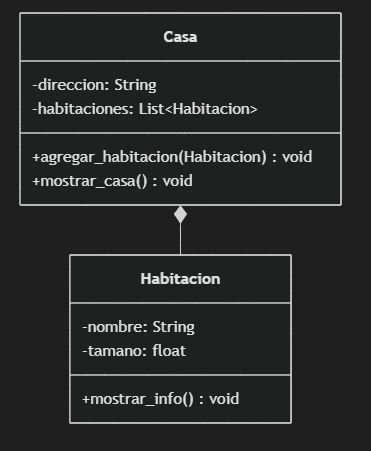 Casa
-direccion: String
-habitaciones: List<Habitacion>
+agregar_habitacion(Habitacion) : void
+mostrar_casa() : void
Habitacion
-nombre: String
-tamano: float
+mostrar_info() : void